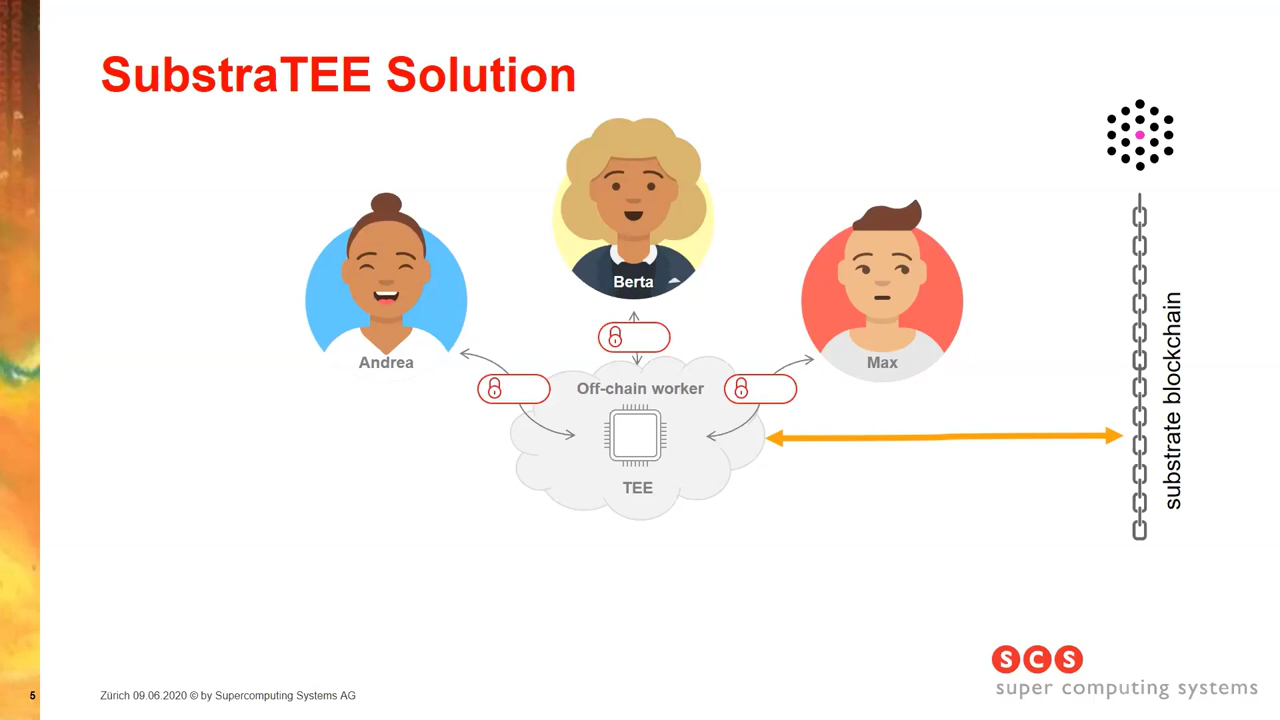 SubstraTEE Solution
Berta
Andrea
Max
Off-chain worker
TEE
substrate blockchain
SCS
super computing systems
5
Zürich 09.06.2020 © by Supercomputing Systems AG